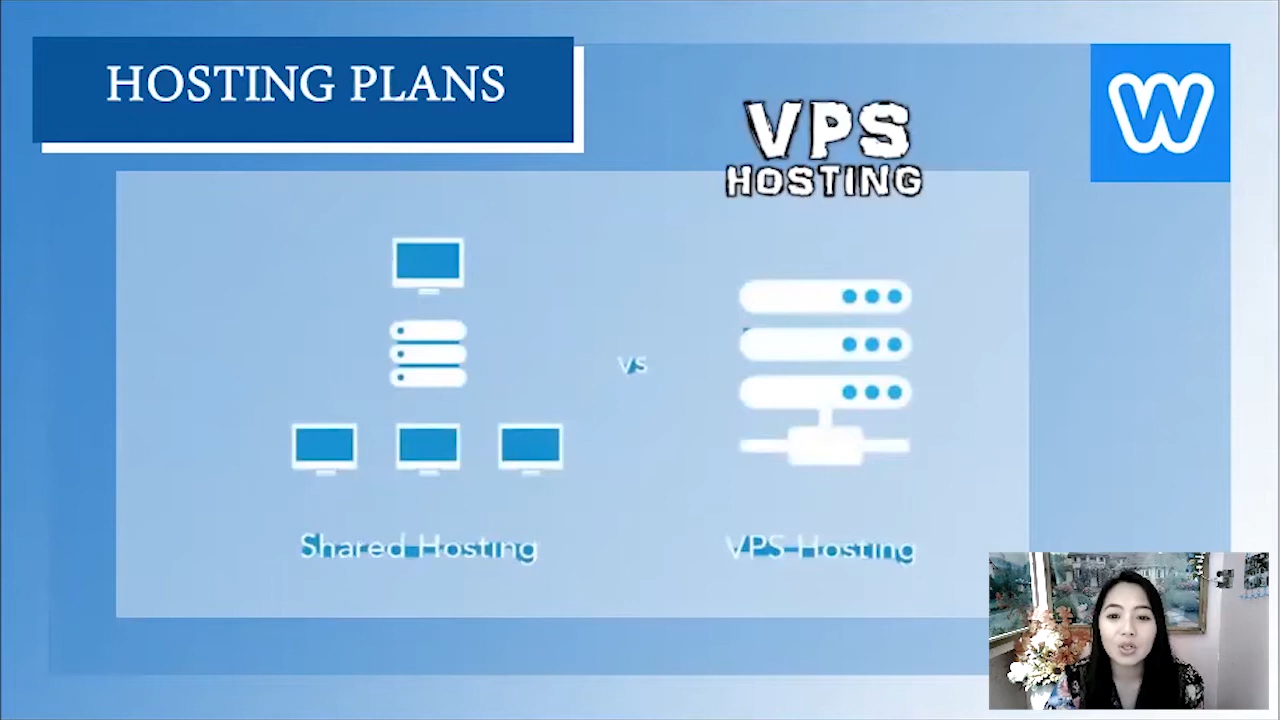 HOSTING PLANS
W
VPS
HOSTING
vs
Shared Hosting
VPS Hosting